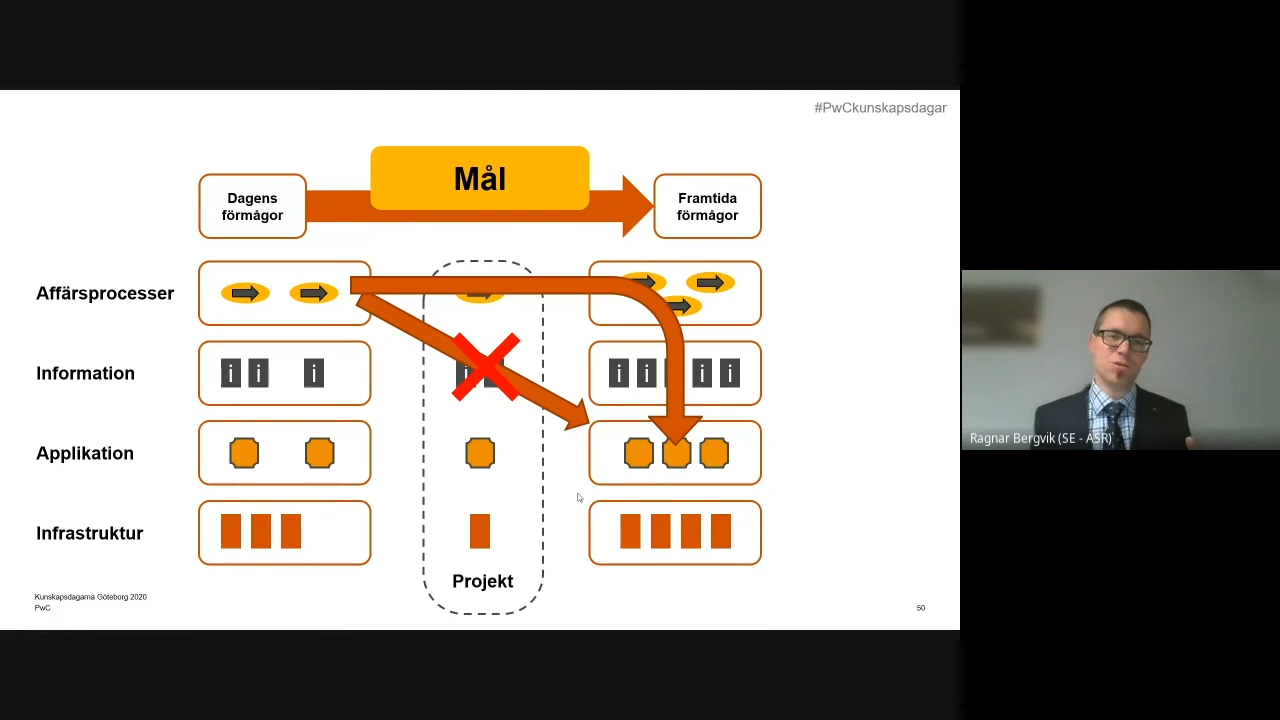 #PwCkunskapsdagar
Mål
Dagens
förmågor
Framtida
förmågor
Affärsprocesser
Information
i i i
i
i i i i
Applikation
Infrastruktur
Projekt
Kunskapsdagarna Göteborg 2020
PwC
50
Ragnar Bergvik (SE - ASR)